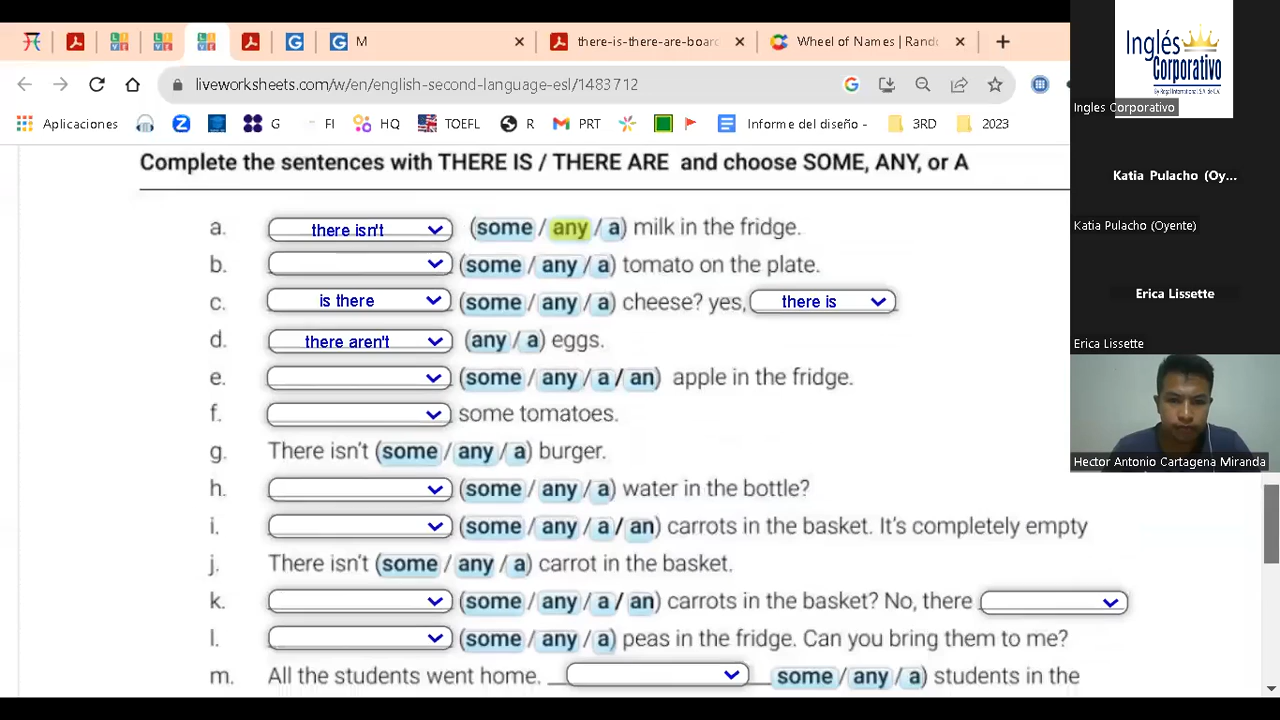 M
there-is-there-are-board
Wheel of Names | Rand
liveworksheets.com/w/en/english-second-language-esl/1483712
Aplicaciones G FI HQ TOEFL R PRT Informe del diseño - 3RD 2023
Complete the sentences with THERE IS / THERE ARE and choose SOME, ANY, or A
a. there isn't (some / any / a) milk in the fridge.
b. (some / any / a) tomato on the plate.
c. is there (some / any / a) cheese? yes, there is
d. there aren't (any / a) eggs.
e. (some / any / a / an) apple in the fridge.
f. some tomatoes.
g. There isn't (some / any / a) burger.
h. (some / any / a) water in the bottle?
i. (some / any / a / an) carrots in the basket. It's completely empty
j. There isn't (some / any / a) carrot in the basket.
k. (some / any / a / an) carrots in the basket? No, there
l. (some / any / a) peas in the fridge. Can you bring them to me?
m. All the students went home. some / any / a) students in the
Inglés
Corporativo
Ingles Corporativo
Katia Pulacho (Oy...
Katia Pulacho (Oyente)
Erica Lissette
Erica Lissette
Hector Antonio Cartagena Miranda